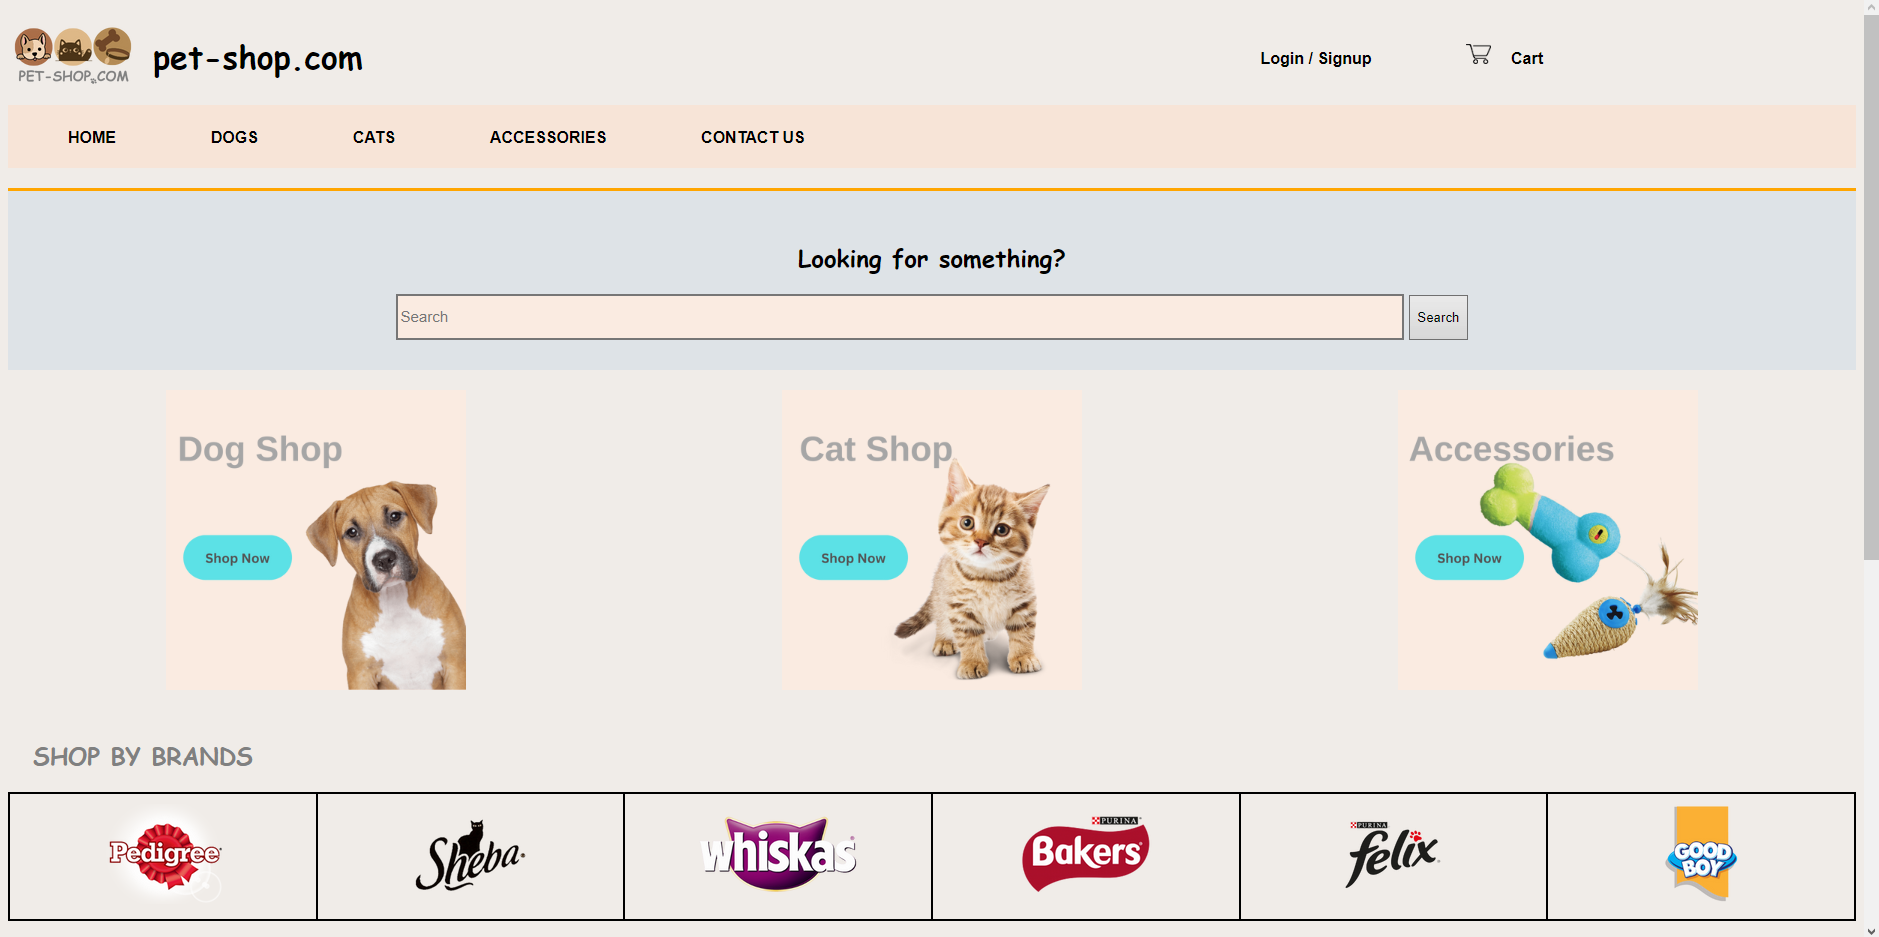 PET-SHOP.COM
pet-shop.com
Login / Signup
Cart
HOME
DOGS
CATS
ACCESSORIES
CONTACT US
Looking for something?
Search
Search
Dog Shop
Shop Now
Cat Shop
Shop Now
Accessories
Shop Now
SHOP BY BRANDS
Pedigree
Sheba
whiskas
PURINA
Bakers
PURINA
felix
GOOD
BOY